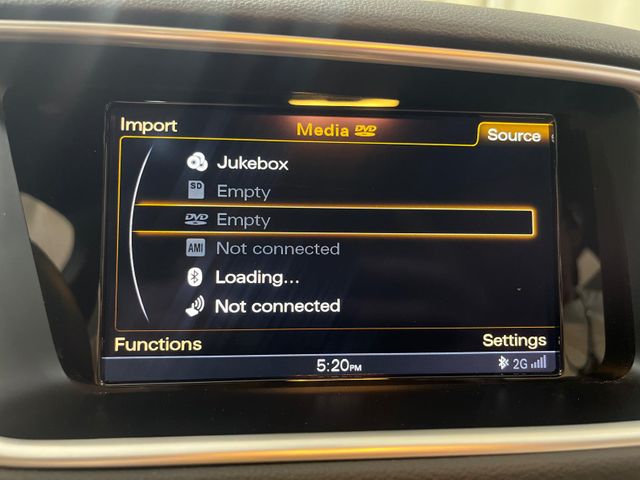 Import
Media DVD
Source
Jukebox
SD Empty
DVD Empty
AMI Not connected
Loading...
Not connected
Functions
Settings
5:20PM
2G